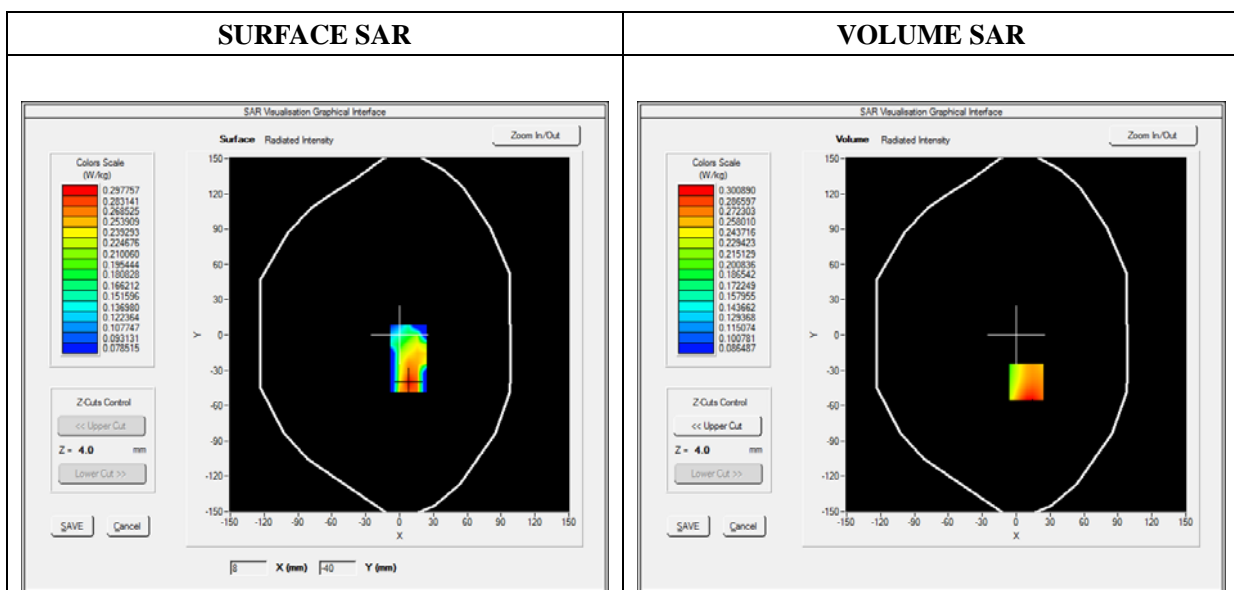 SURFACE SAR
SAR Visualisation Graphical Interface
Surface Radiated Intensity
Zoom In/Out
Colors Scale
(W/kg)
0.297757
0.283141
0.268525
0.253909
0.239293
0.224676
0.210060
0.195444
0.180828
0.166212
0.151596
0.136980
0.122364
0.107747
0.093131
0.078515
Z-Cuts Control
<< Upper Cut
Z = 4.0 mm
Lower Cut >>
SAVE Cancel
150
120
90
60
30
0
-30
-60
-90
-120
-150
Y
-150 -120 -90 -60 -30 0 30 60 90 120 150
X
8 X (mm) -40 Y (mm)
VOLUME SAR
SAR Visualisation Graphical Interface
Volume Radiated Intensity
Zoom In/Out
Colors Scale
(W/kg)
0.300890
0.286597
0.272303
0.258010
0.243716
0.229423
0.215129
0.200836
0.186542
0.172249
0.157955
0.143662
0.129368
0.115074
0.100781
0.086487
Z-Cuts Control
<< Upper Cut
Z = 4.0 mm
Lower Cut >>
SAVE Cancel
150
120
90
60
30
0
-30
-60
-90
-120
-150
Y
-150 -120 -90 -60 -30 0 30 60 90 120 150
X